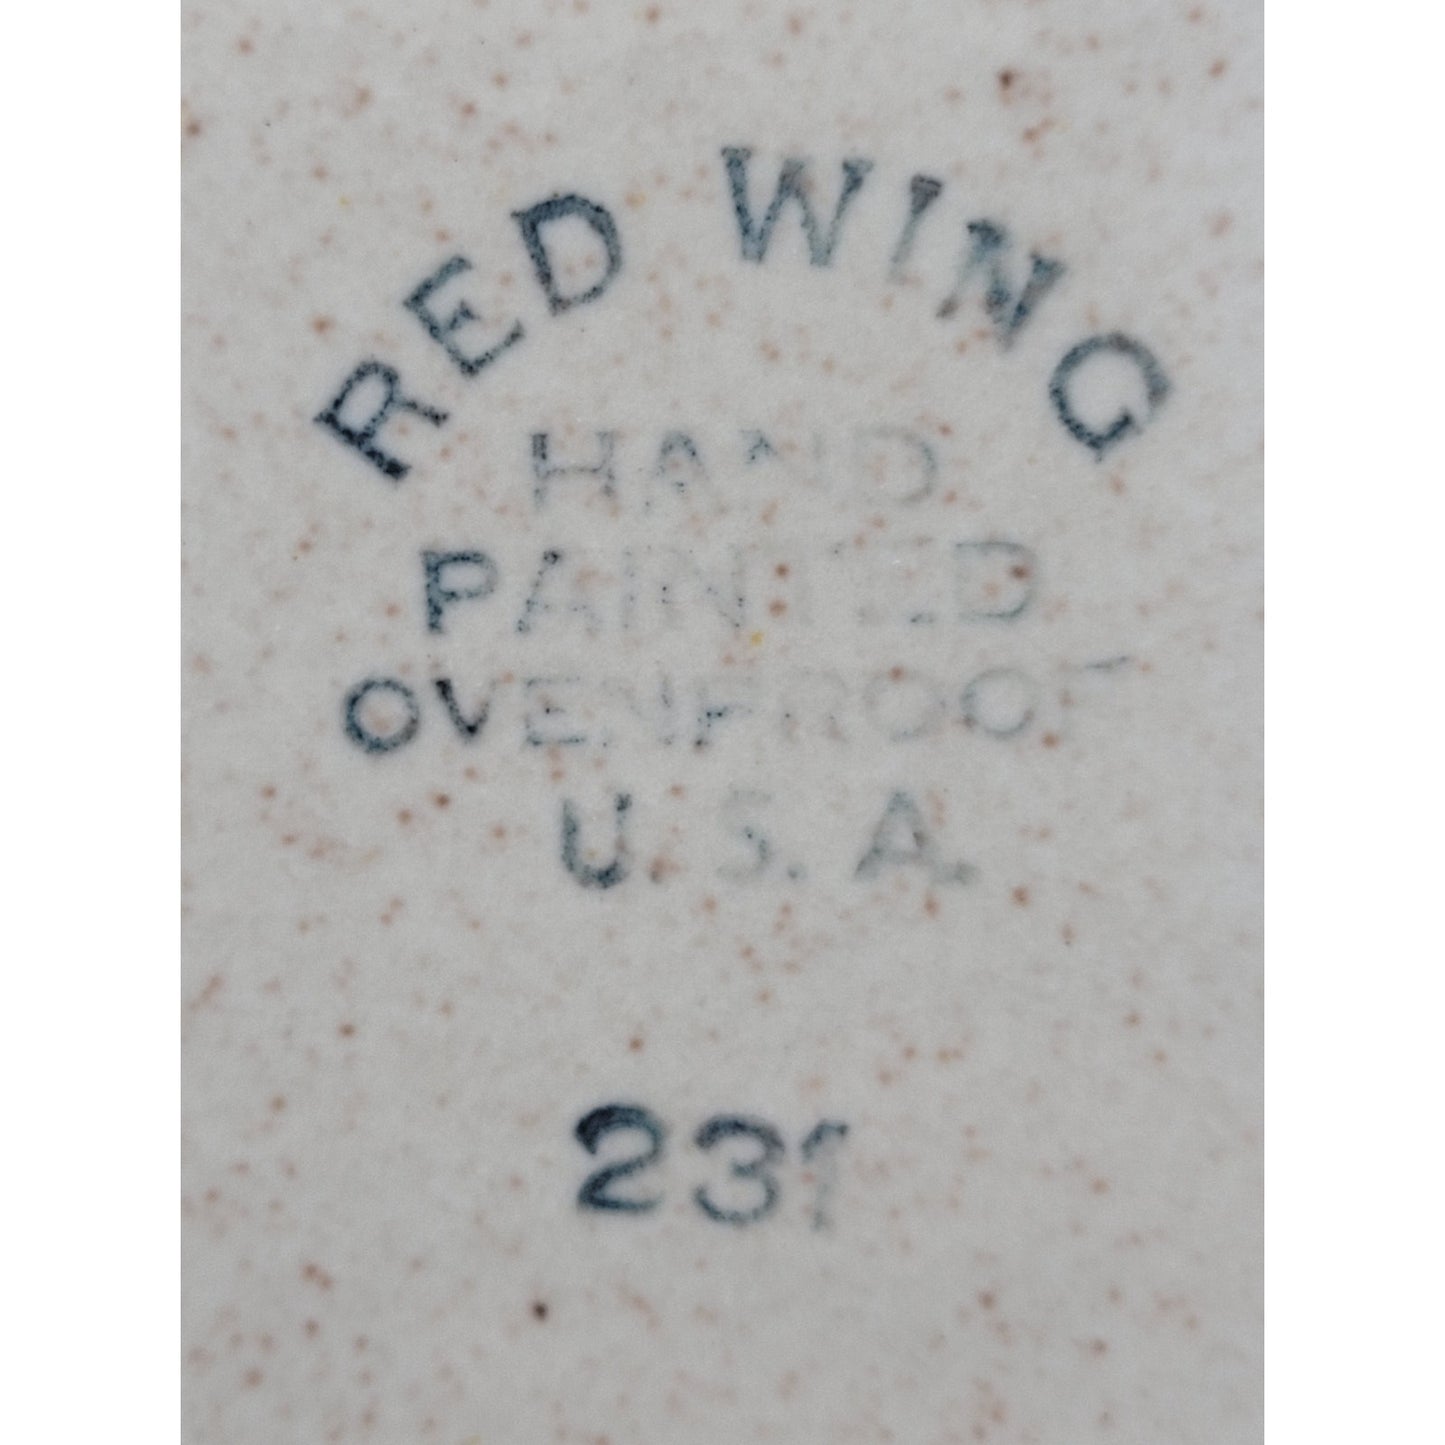 RED WING
HAND
PAINTED
OVENPROOF
U.S.A.
231